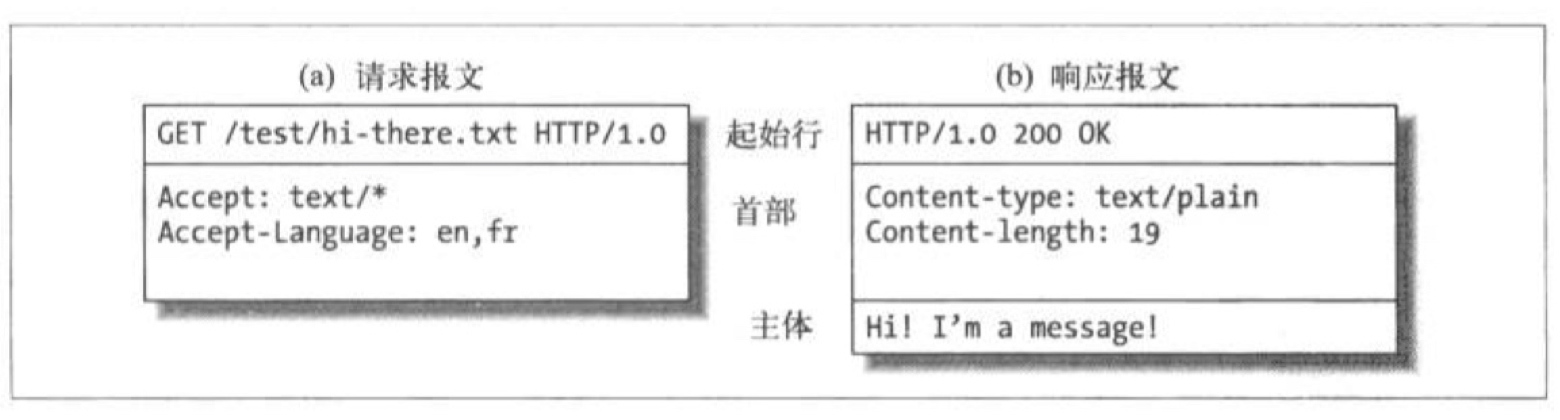 (a) 请求报文
GET /test/hi-there.txt HTTP/1.0
Accept: text/*
Accept-Language: en,fr
起始行
首部
主体
(b) 响应报文
HTTP/1.0 200 OK
Content-type: text/plain
Content-length: 19
Hi! I’m a message!